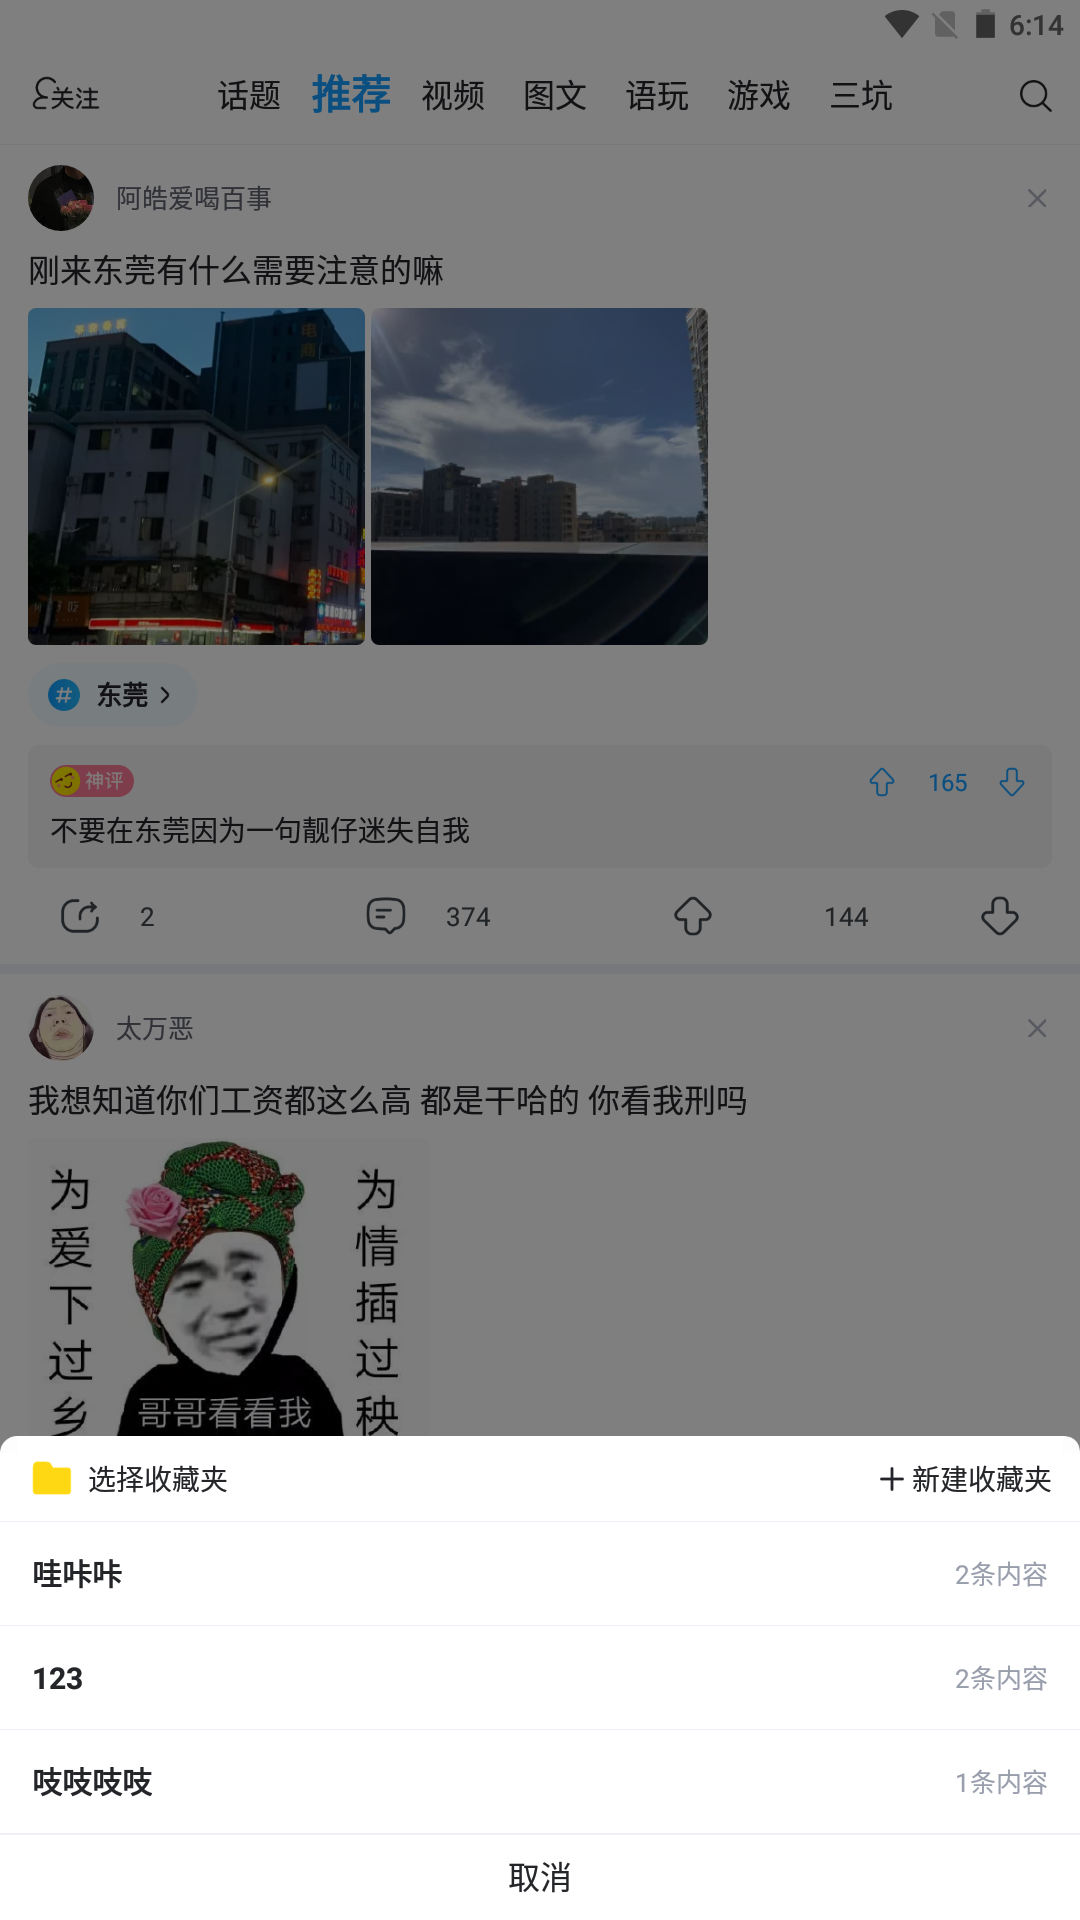 6:14
关注 话题 推荐 视频 图文 语玩 游戏 三坑
阿皓爱喝百事
刚来东莞有什么需要注意的嘛
电商
东莞
神评
165
不要在东莞因为一句靓仔迷失自我
2 374 144
太万恶
我想知道你们工资都这么高 都是干哈的 你看我刑吗
为爱下过乡
为情插过秧
哥哥看看我
选择收藏夹
新建收藏夹
哇咔咔 2条内容
123 2条内容
吱吱吱吱 1条内容
取消